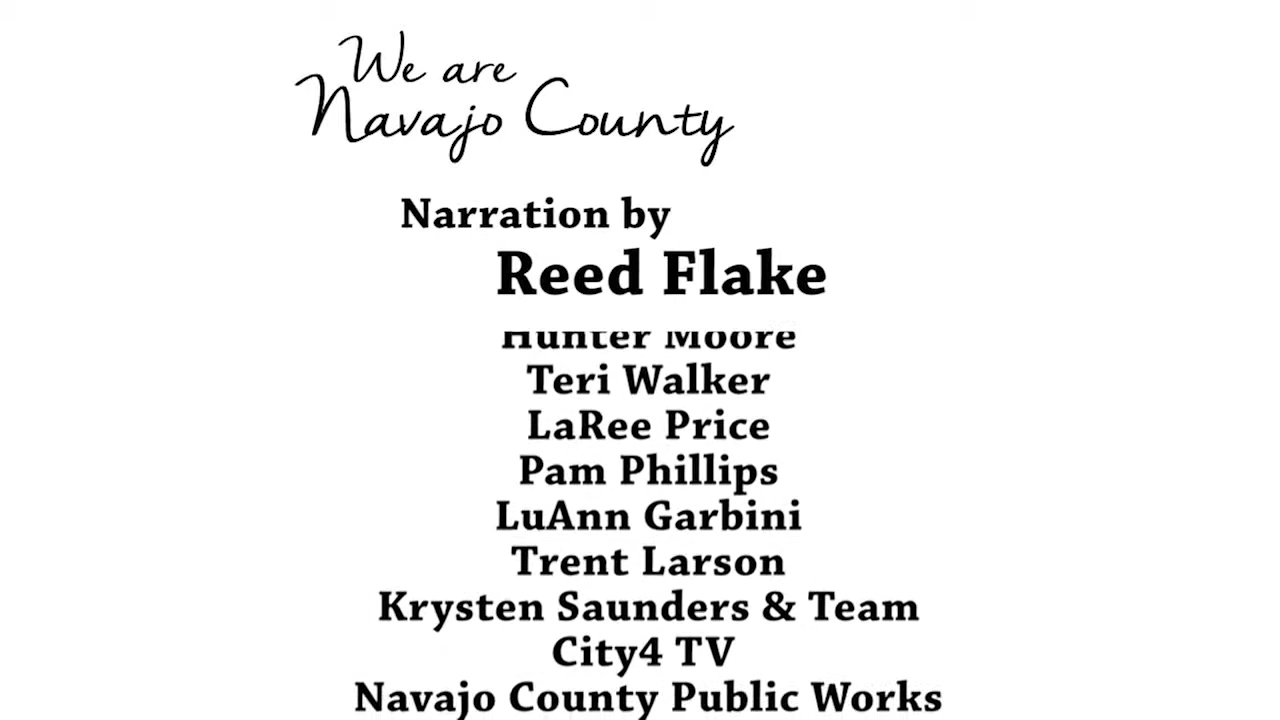 We are
Navajo County
Narration by
Reed Flake
Hunter Moore
Teri Walker
LaRee Price
Pam Phillips
LuAnn Garbini
Trent Larson
Krysten Saunders & Team
City4 TV
Navajo County Public Works